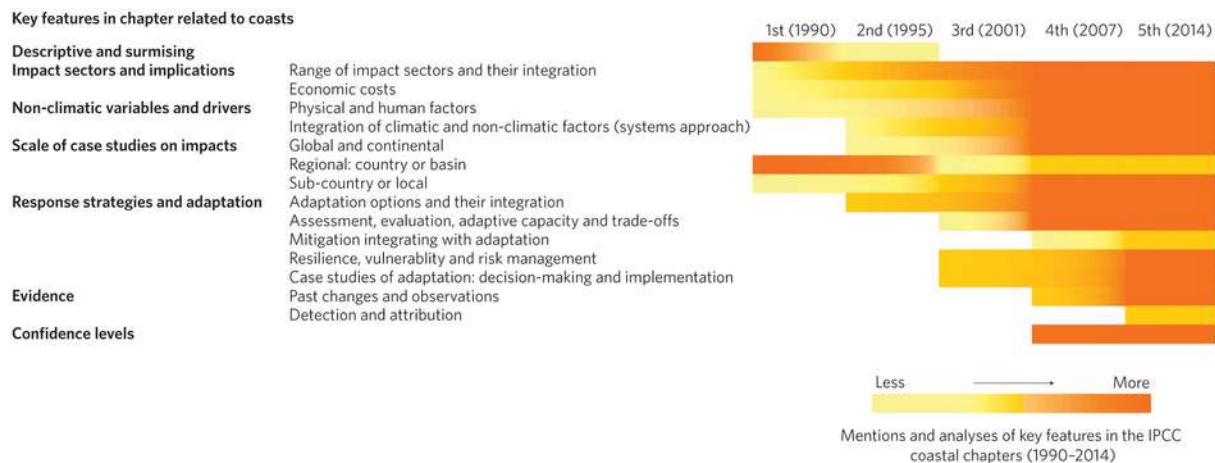 Key features in chapter related to coasts
1st (1990) 2nd (1995) 3rd (2001) 4th (2007) 5th (2014)
Descriptive and surmising
Impact sectors and implications Range of impact sectors and their integration
Economic costs
Non-climatic variables and drivers Physical and human factors
Integration of climatic and non-climatic factors (systems approach)
Scale of case studies on impacts Global and continental
Regional: country or basin
Sub-country or local
Response strategies and adaptation Adaptation options and their integration
Assessment, evaluation, adaptive capacity and trade-offs
Mitigation integrating with adaptation
Resilience, vulnerablity and risk management
Case studies of adaptation: decision-making and implementation
Evidence Past changes and observations
Detection and attribution
Confidence levels
Less More
Mentions and analyses of key features in the IPCC
coastal chapters (1990–2014)